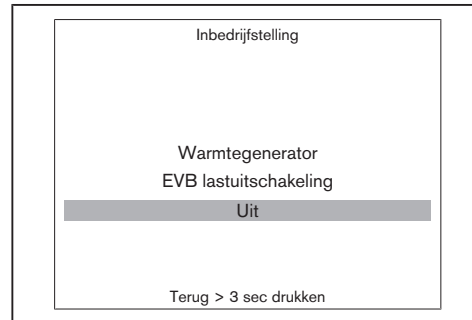 Inbedrijfstelling
Warmtegenerator
EVB lastuitschakeling
Uit
Terug > 3 sec drukken